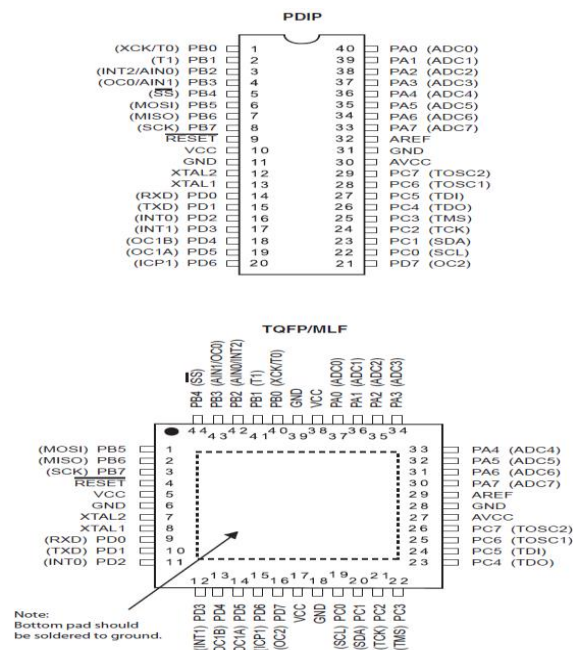 PDIP
(XCK/T0) PB0 1 40 PA0 (ADC0)
(T1) PB1 2 39 PA1 (ADC1)
(INT2/AIN0) PB2 3 38 PA2 (ADC2)
(OC0/AIN1) PB3 4 37 PA3 (ADC3)
(SS) PB4 5 36 PA4 (ADC4)
(MOSI) PB5 6 35 PA5 (ADC5)
(MISO) PB6 7 34 PA6 (ADC6)
(SCK) PB7 8 33 PA7 (ADC7)
RESET 9 32 AREF
VCC 10 31 GND
GND 11 30 AVCC
XTAL2 12 29 PC7 (TOSC2)
XTAL1 13 28 PC6 (TOSC1)
(RXD) PD0 14 27 PC5 (TDI)
(TXD) PD1 15 26 PC4 (TDO)
(INT0) PD2 16 25 PC3 (TMS)
(INT1) PD3 17 24 PC2 (TCK)
(OC1B) PD4 18 23 PC1 (SDA)
(OC1A) PD5 19 22 PC0 (SCL)
(ICP1) PD6 20 21 PD7 (OC2)
TQFP/MLF
PB4 (SS)
PB3 (AIN1/OC0)
PB2 (AIN0/INT2)
PB1 (T1)
PB0 (XCK/T0)
GND
VCC
PA0 (ADC0)
PA1 (ADC1)
PA2 (ADC2)
PA3 (ADC3)
44 43 42 41 40 39 38 37 36 35 34
(MOSI) PB5 1 33 PA4 (ADC4)
(MISO) PB6 2 32 PA5 (ADC5)
(SCK) PB7 3 31 PA6 (ADC6)
RESET 4 30 PA7 (ADC7)
VCC 5 29 AREF
GND 6 28 GND
XTAL2 7 27 AVCC
XTAL1 8 26 PC7 (TOSC2)
(RXD) PD0 9 25 PC6 (TOSC1)
(TXD) PD1 10 24 PC5 (TDI)
(INT0) PD2 11 23 PC4 (TDO)
12 13 14 15 16 17 18 19 20 21 22
(INT1) PD3
OC1B) PD4
OC1A) PD5
(ICP1) PD6
(OC2) PD7
VCC
GND
(SCL) PC0
(SDA) PC1
(TCK) PC2
(TMS) PC3
Note:
Bottom pad should
be soldered to ground.